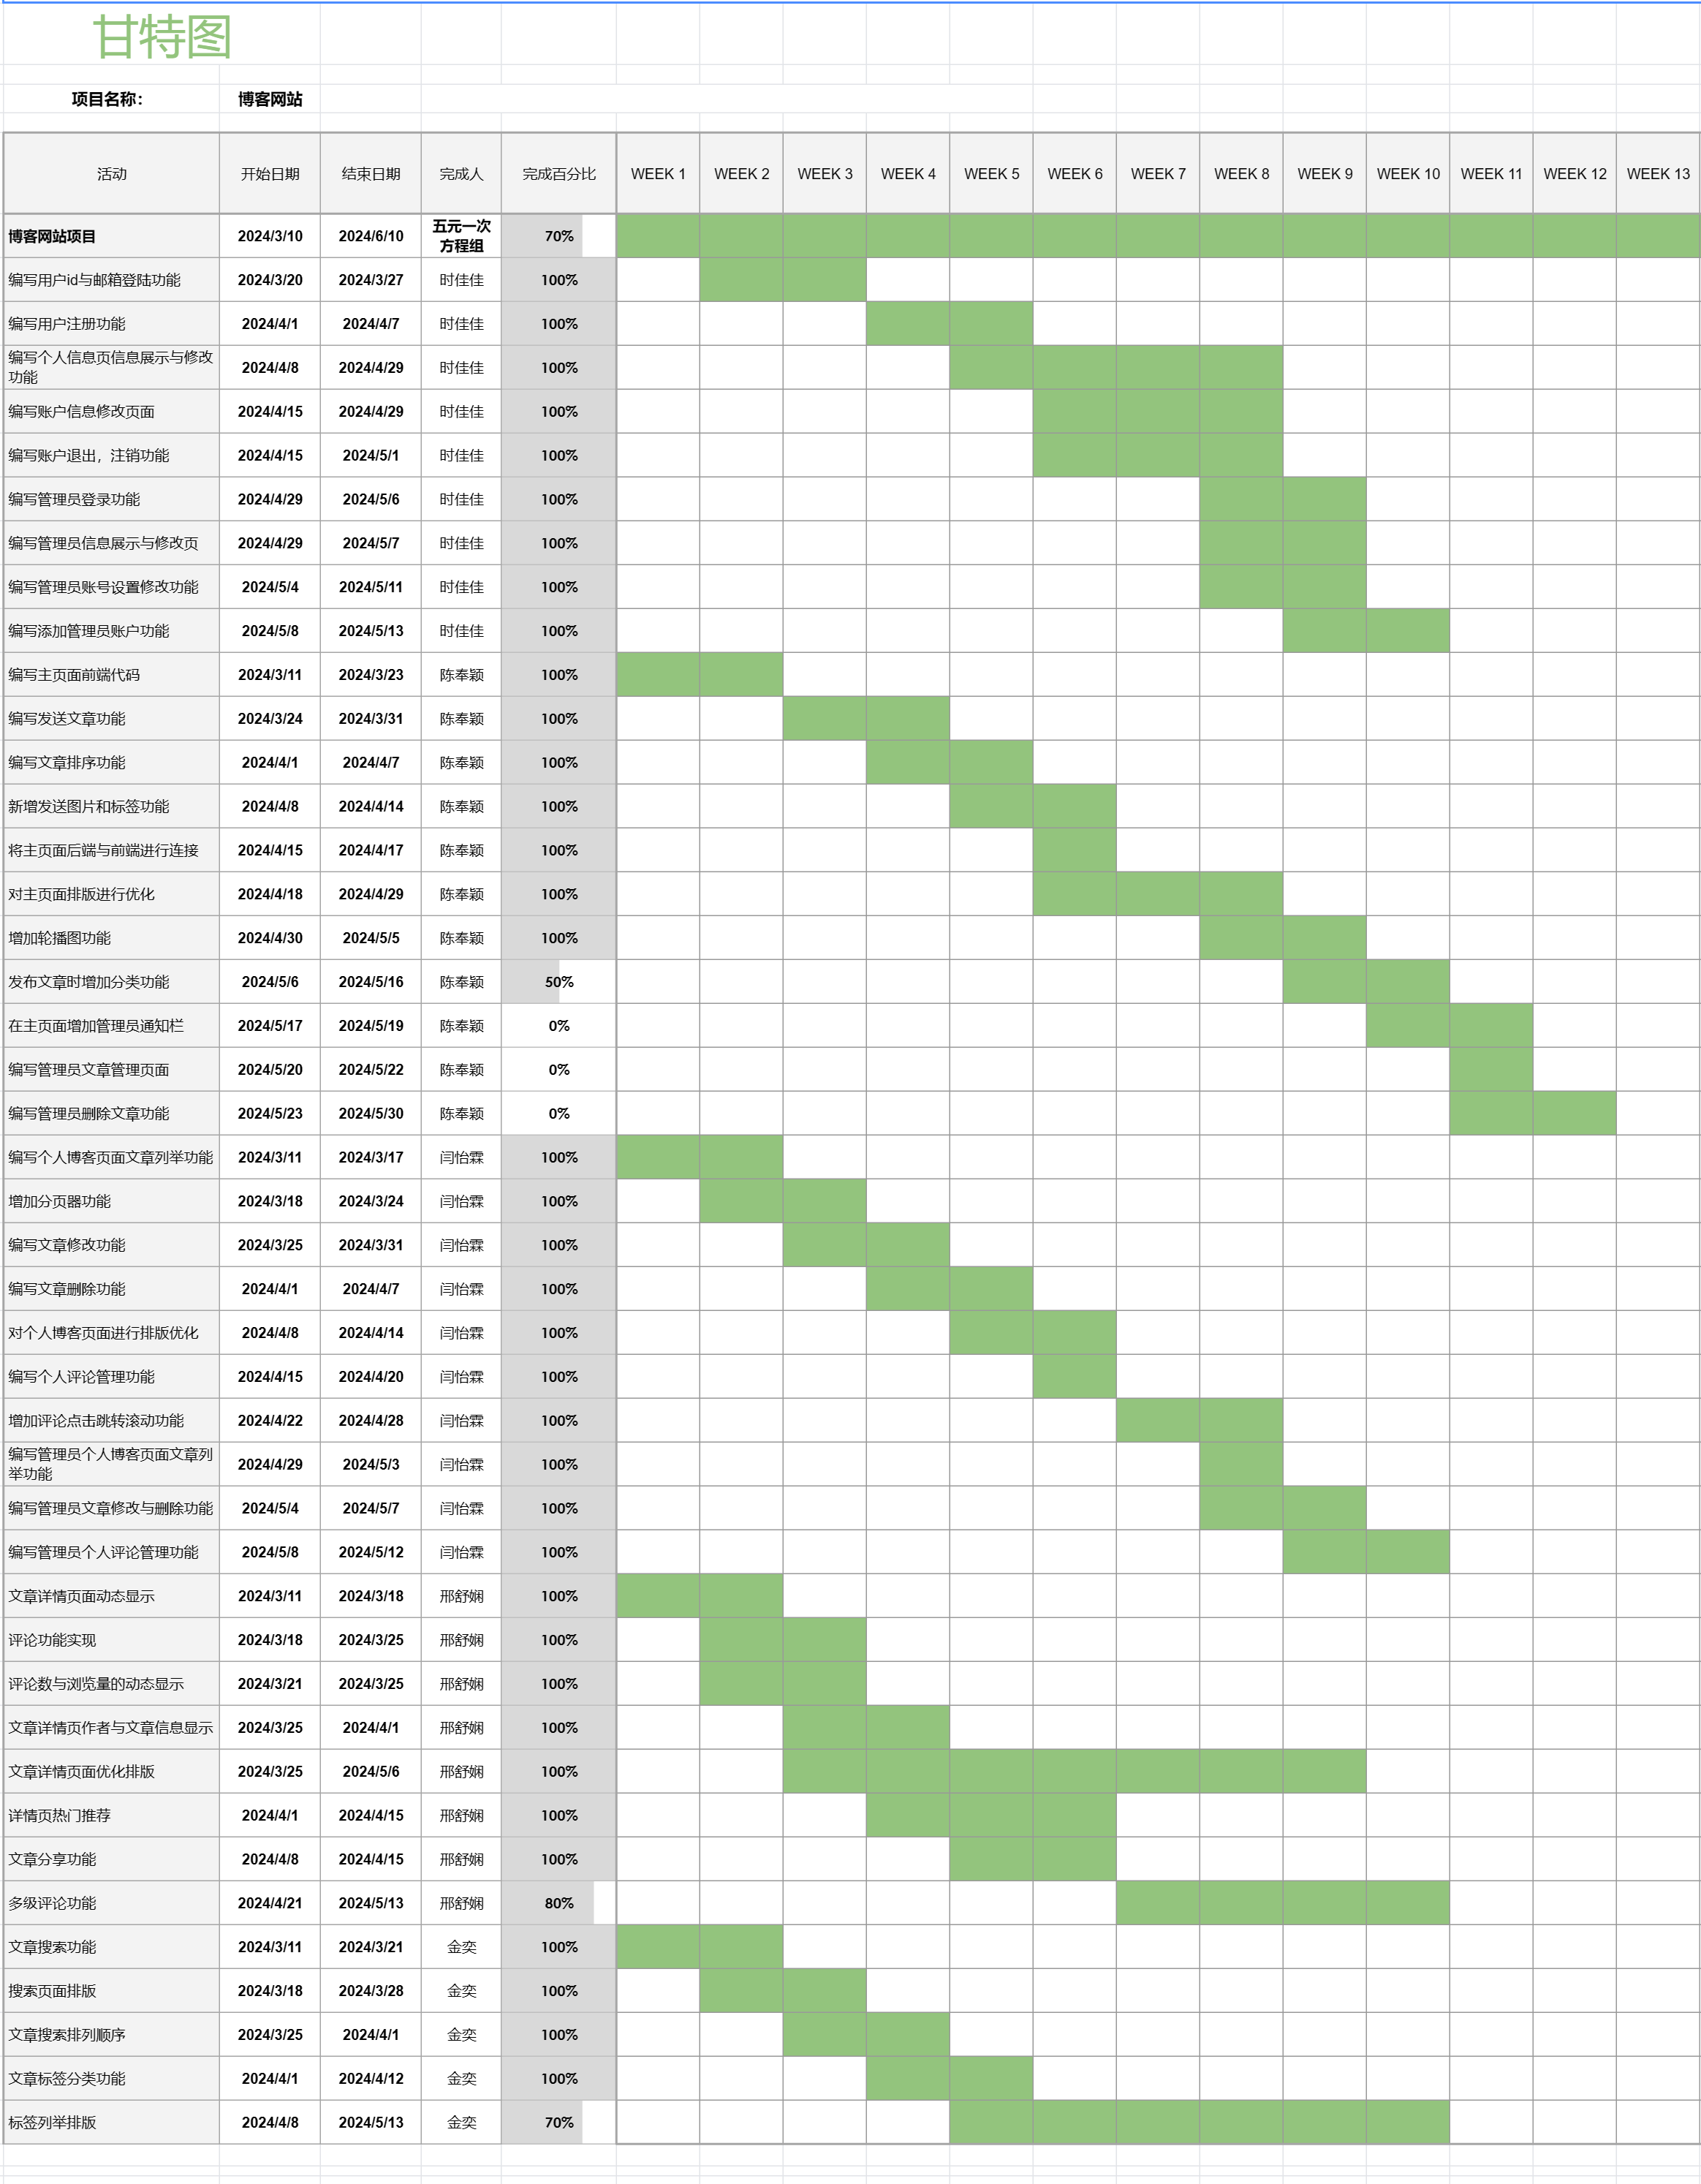 甘特图
项目名称： 博客网站
活动 开始日期 结束日期 完成人 完成百分比 WEEK 1 WEEK 2 WEEK 3 WEEK 4 WEEK 5 WEEK 6 WEEK 7 WEEK 8 WEEK 9 WEEK 10 WEEK 11 WEEK 12 WEEK 13
博客网站项目 2024/3/10 2024/6/10 五元一次方程组 70%
编写用户id与邮箱登陆功能 2024/3/20 2024/3/27 时佳佳 100%
编写用户注册功能 2024/4/1 2024/4/7 时佳佳 100%
编写个人信息页信息展示与修改功能 2024/4/8 2024/4/29 时佳佳 100%
编写账户信息修改页面 2024/4/15 2024/4/29 时佳佳 100%
编写账户退出，注销功能 2024/4/15 2024/5/1 时佳佳 100%
编写管理员登录功能 2024/4/29 2024/5/6 时佳佳 100%
编写管理员信息展示与修改页 2024/4/29 2024/5/7 时佳佳 100%
编写管理员账号设置修改功能 2024/5/4 2024/5/11 时佳佳 100%
编写添加管理员账户功能 2024/5/8 2024/5/13 时佳佳 100%
编写主页面前端代码 2024/3/11 2024/3/23 陈奉颖 100%
编写发送文章功能 2024/3/24 2024/3/31 陈奉颖 100%
编写文章排序功能 2024/4/1 2024/4/7 陈奉颖 100%
新增发送图片和标签功能 2024/4/8 2024/4/14 陈奉颖 100%
将主页面后端与前端进行连接 2024/4/15 2024/4/17 陈奉颖 100%
对主页面排版进行优化 2024/4/18 2024/4/29 陈奉颖 100%
增加轮播图功能 2024/4/30 2024/5/5 陈奉颖 100%
发布文章时增加分类功能 2024/5/6 2024/5/16 陈奉颖 50%
在主页面增加管理员通知栏 2024/5/17 2024/5/19 陈奉颖 0%
编写管理员文章管理页面 2024/5/20 2024/5/22 陈奉颖 0%
编写管理员删除文章功能 2024/5/23 2024/5/30 陈奉颖 0%
编写个人博客页面文章列举功能 2024/3/11 2024/3/17 闫怡霖 100%
增加分页器功能 2024/3/18 2024/3/24 闫怡霖 100%
编写文章修改功能 2024/3/25 2024/3/31 闫怡霖 100%
编写文章删除功能 2024/4/1 2024/4/7 闫怡霖 100%
对个人博客页面进行排版优化 2024/4/8 2024/4/14 闫怡霖 100%
编写个人评论管理功能 2024/4/15 2024/4/20 闫怡霖 100%
增加评论点击跳转滚动功能 2024/4/22 2024/4/28 闫怡霖 100%
编写管理员个人博客页面文章列举功能 2024/4/29 2024/5/3 闫怡霖 100%
编写管理员文章修改与删除功能 2024/5/4 2024/5/7 闫怡霖 100%
编写管理员个人评论管理功能 2024/5/8 2024/5/12 闫怡霖 100%
文章详情页面动态显示 2024/3/11 2024/3/18 邢舒娴 100%
评论功能实现 2024/3/18 2024/3/25 邢舒娴 100%
评论数与浏览量的动态显示 2024/3/21 2024/3/25 邢舒娴 100%
文章详情页作者与文章信息显示 2024/3/25 2024/4/1 邢舒娴 100%
文章详情页面优化排版 2024/3/25 2024/5/6 邢舒娴 100%
详情页热门推荐 2024/4/1 2024/4/15 邢舒娴 100%
文章分享功能 2024/4/8 2024/4/15 邢舒娴 100%
多级评论功能 2024/4/21 2024/5/13 邢舒娴 80%
文章搜索功能 2024/3/11 2024/3/21 金奕 100%
搜索页面排版 2024/3/18 2024/3/28 金奕 100%
文章搜索排列顺序 2024/3/25 2024/4/1 金奕 100%
文章标签分类功能 2024/4/1 2024/4/12 金奕 100%
标签列举排版 2024/4/8 2024/5/13 金奕 70%